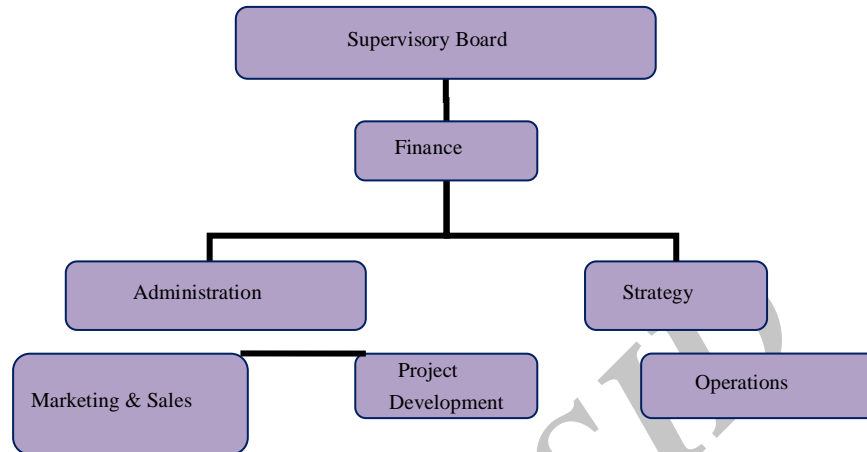 Supervisory Board
Finance
Administration
Strategy
Marketing & Sales
Project
Development
Operations